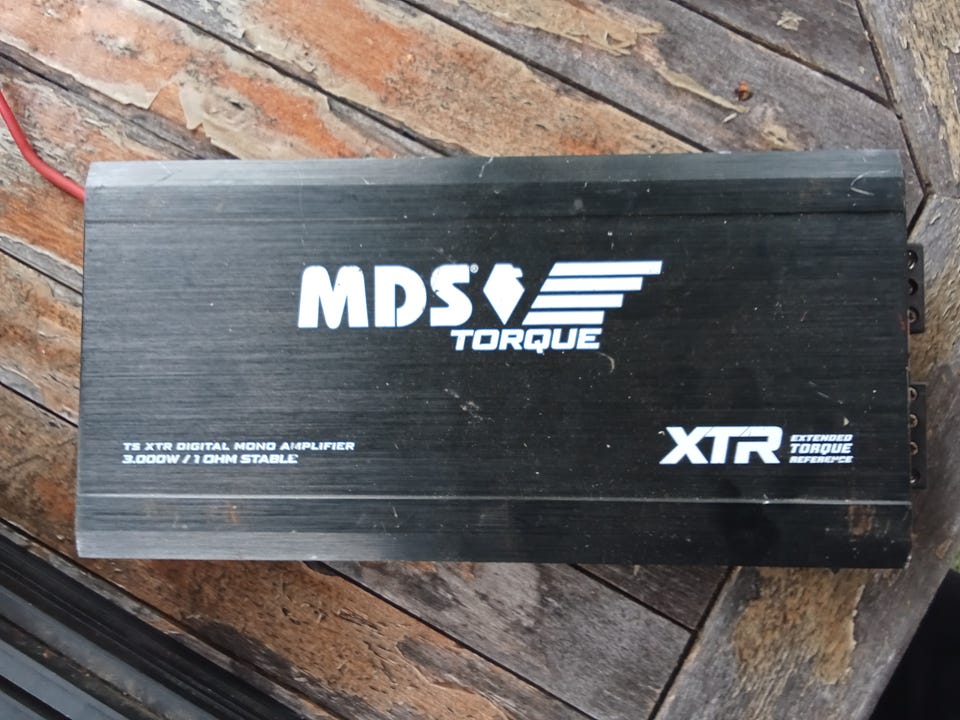 MDS®
TORQUE
TS XTR DIGITAL MONO AMPLIFIER
3.000W / 1 OHM STABLE
XTR
EXTENDED
TORQUE
REFERENCE